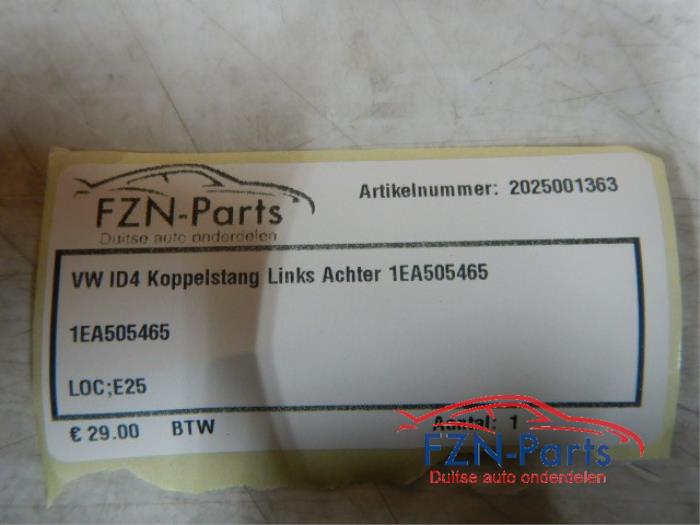 FZN-Parts
Duitse auto onderdelen
Artikelnummer: 2025001363
VW ID4 Koppelstang Links Achter 1EA505465
1EA505465
LOC;E25
€ 29.00 BTW Aantal: 1
FZN-Parts
Duitse auto onderdelen